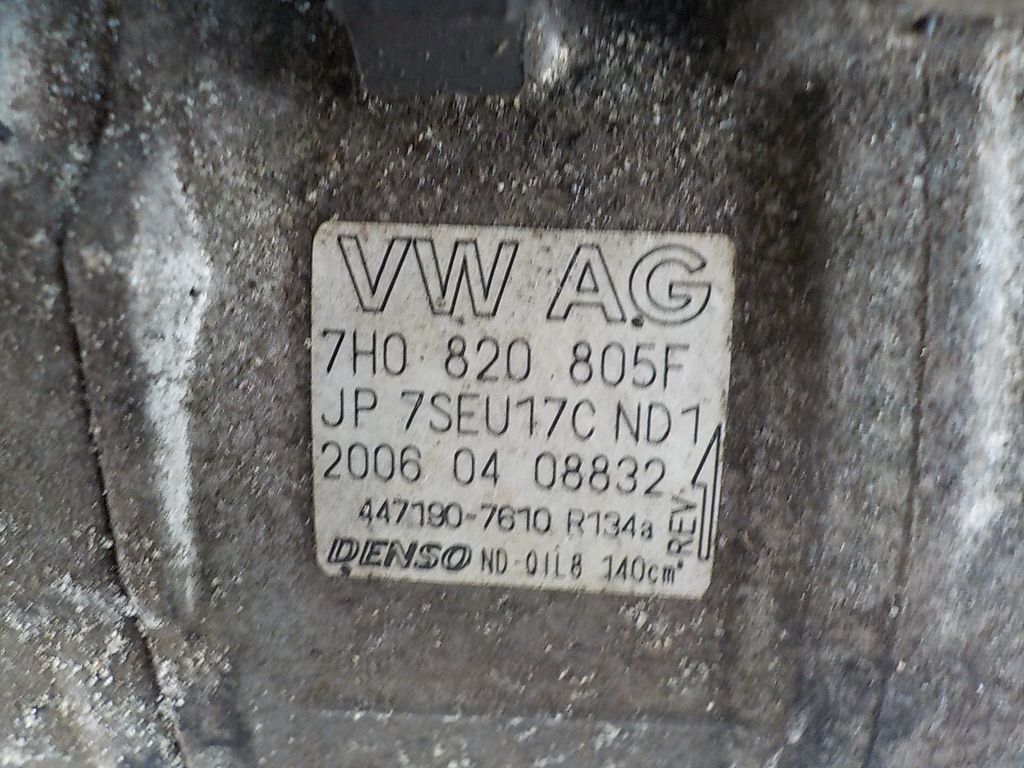 VW AG
7H0 820 805F
JP 7SEU17C ND1
2006 04 08832
447190-7610 R134a
DENSO ND-OIL8 140cm³
REV